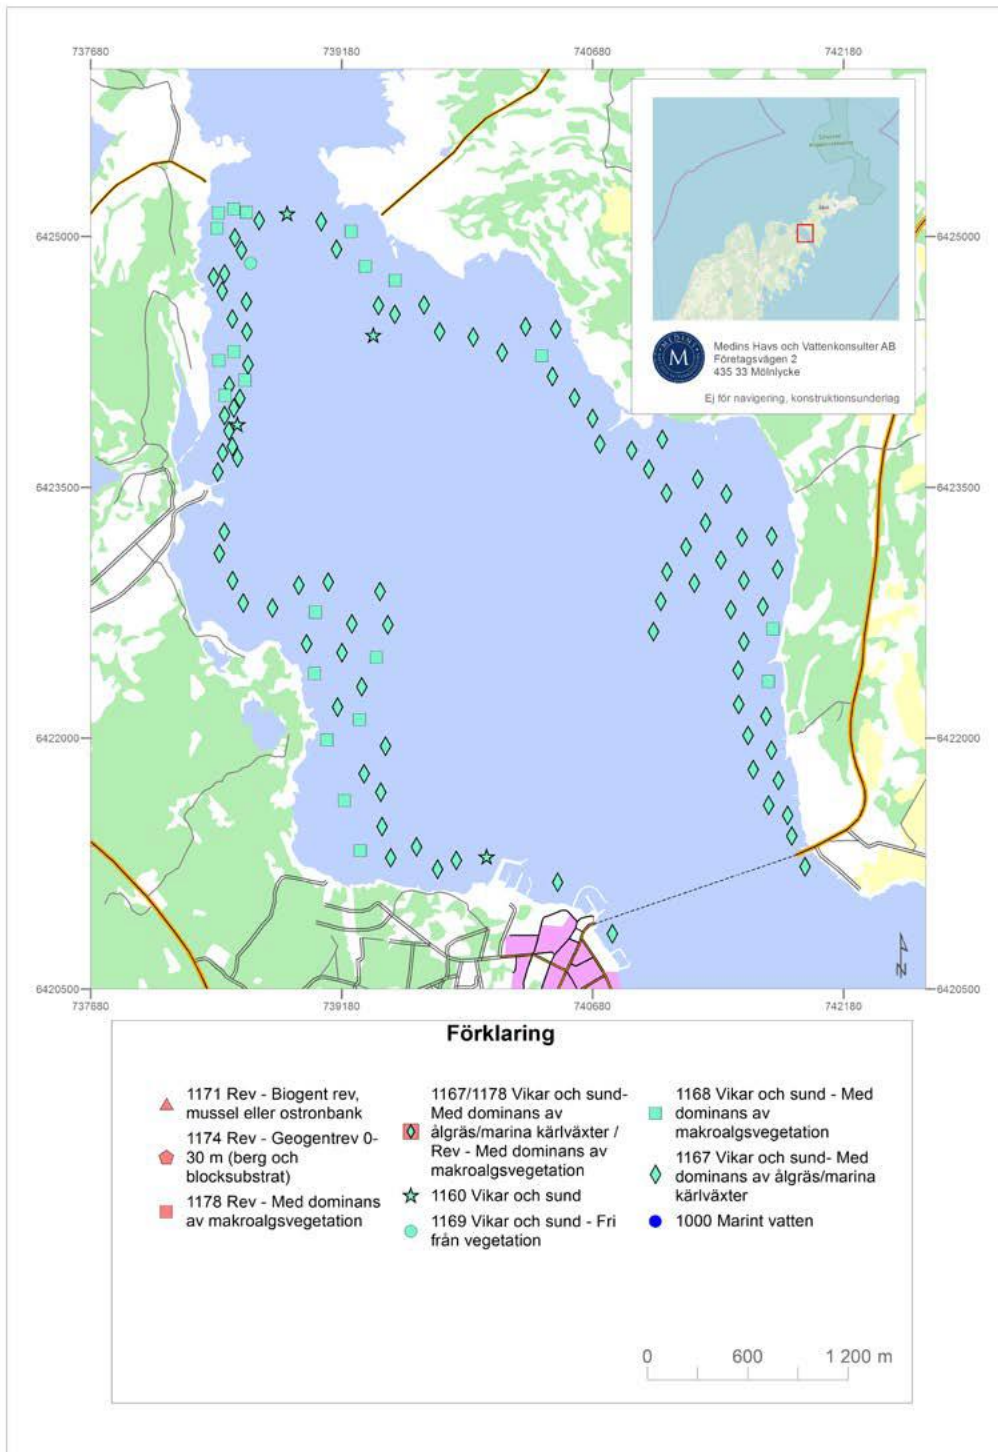 737680
739180
740680
742180
6425000
6425000
Medins Havs och Vattenkonsulter AB
Företagsvägen 2
435 33 Mölnlycke
MEDINS
M
Ej för navigering, konstruktionsunderlag
6423500
6423500
6422000
6422000
N
6420500
6420500
737680
739180
740680
742180
Förklaring
1171 Rev - Biogent rev,
mussel eller ostronbank
1174 Rev - Geogentrev 0-
30 m (berg och
blocksubstrat)
1178 Rev - Med dominans
av makroalgsvegetation
1167/1178 Vikar och sund-
Med dominans av
ålgräs/marina kärlväxter /
Rev - Med dominans av
makroalgsvegetation
1160 Vikar och sund
1169 Vikar och sund - Fri
från vegetation
1168 Vikar och sund - Med
dominans av
makroalgsvegetation
1167 Vikar och sund- Med
dominans av ålgräs/marina
kärlväxter
1000 Marint vatten
0 600 1 200 m